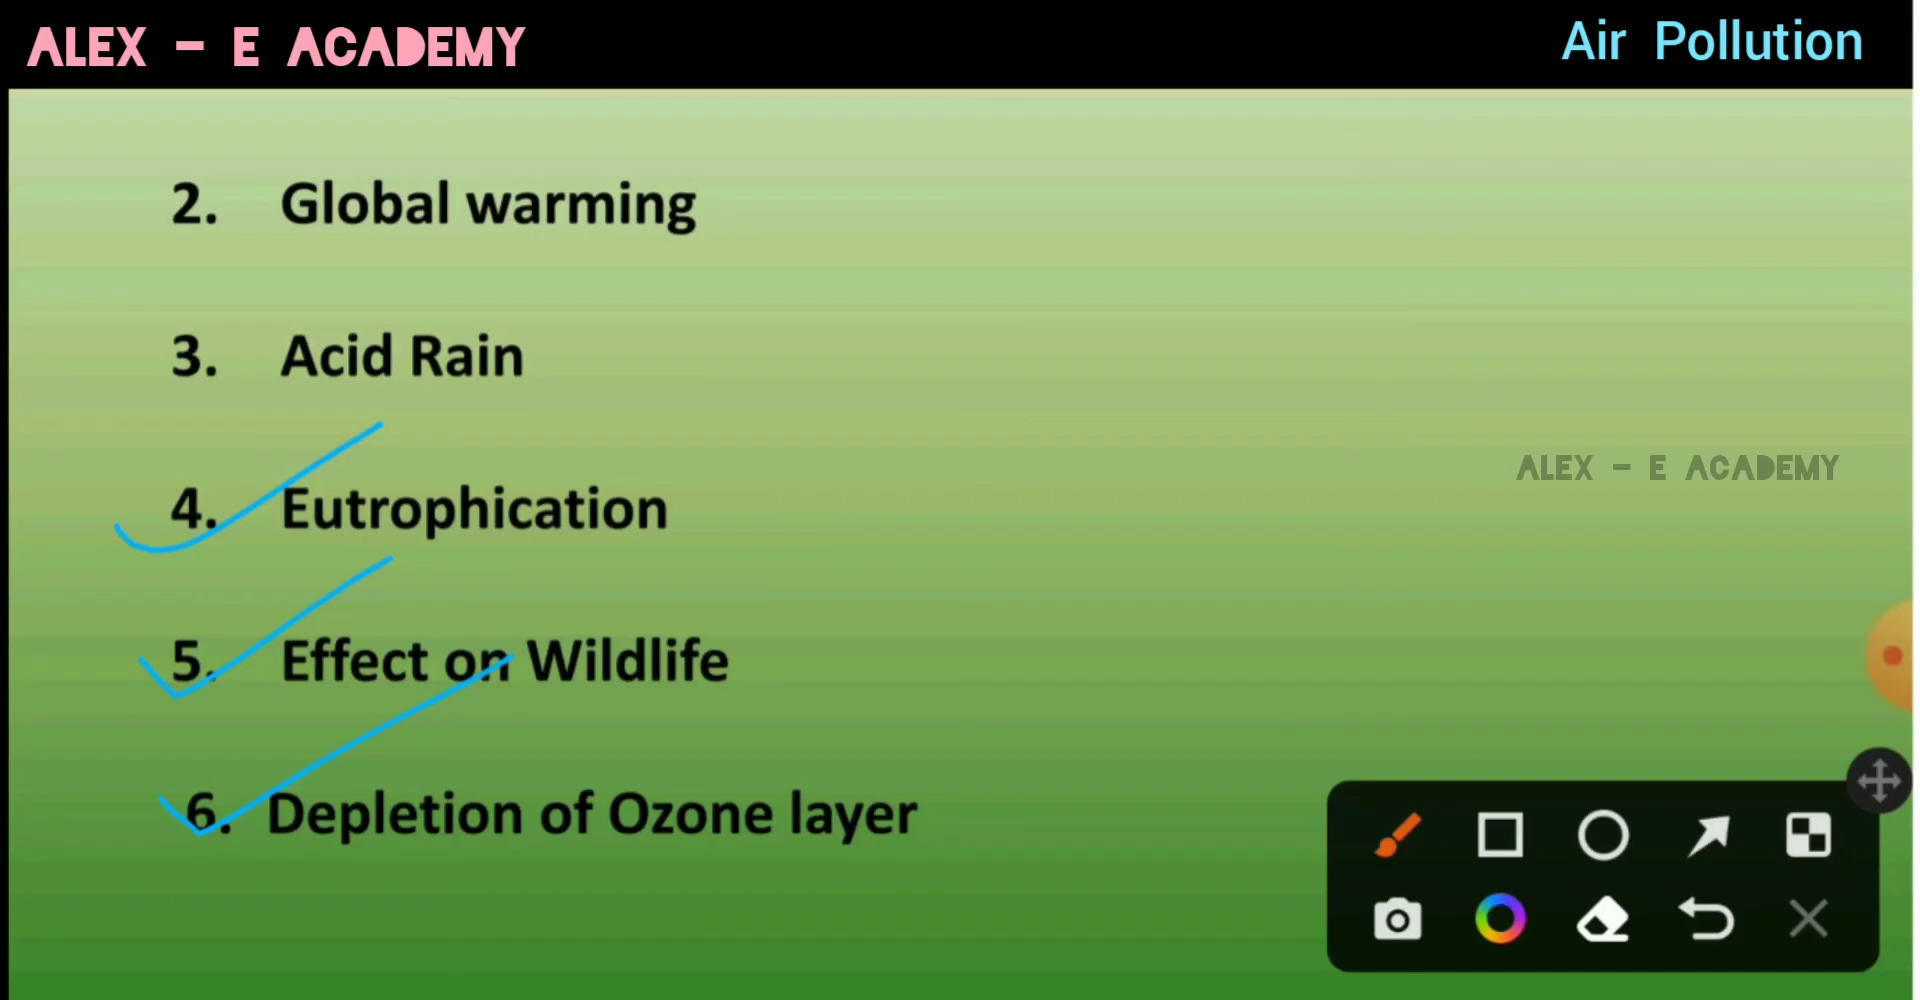 ALEX – E ACADEMY
Air Pollution
2. Global warming
3. Acid Rain
4. Eutrophication
5. Effect on Wildlife
6. Depletion of Ozone layer
ALEX – E ACADEMY